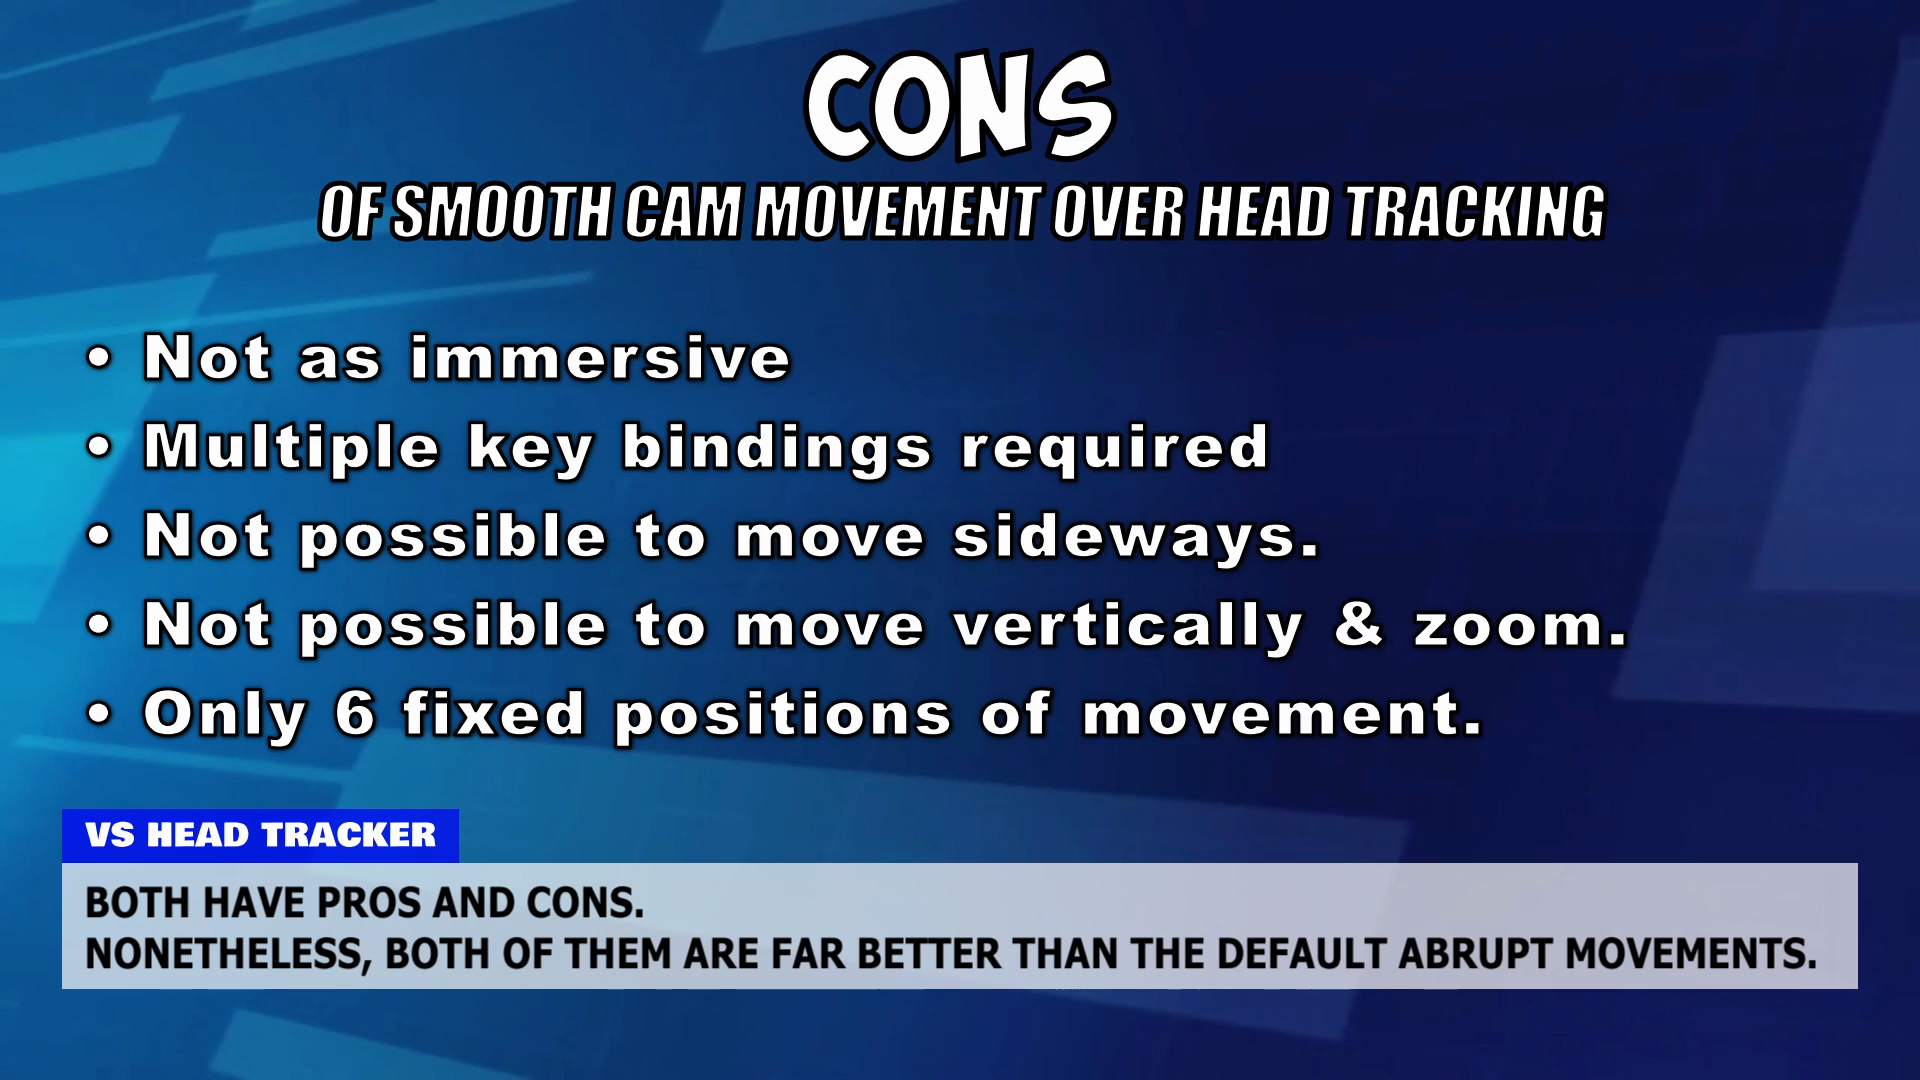 CONS
OF SMOOTH CAM MOVEMENT OVER HEAD TRACKING
• Not as immersive
• Multiple key bindings required
• Not possible to move sideways.
• Not possible to move vertically & zoom.
• Only 6 fixed positions of movement.
VS HEAD TRACKER
BOTH HAVE PROS AND CONS.
NONETHELESS, BOTH OF THEM ARE FAR BETTER THAN THE DEFAULT ABRUPT MOVEMENTS.